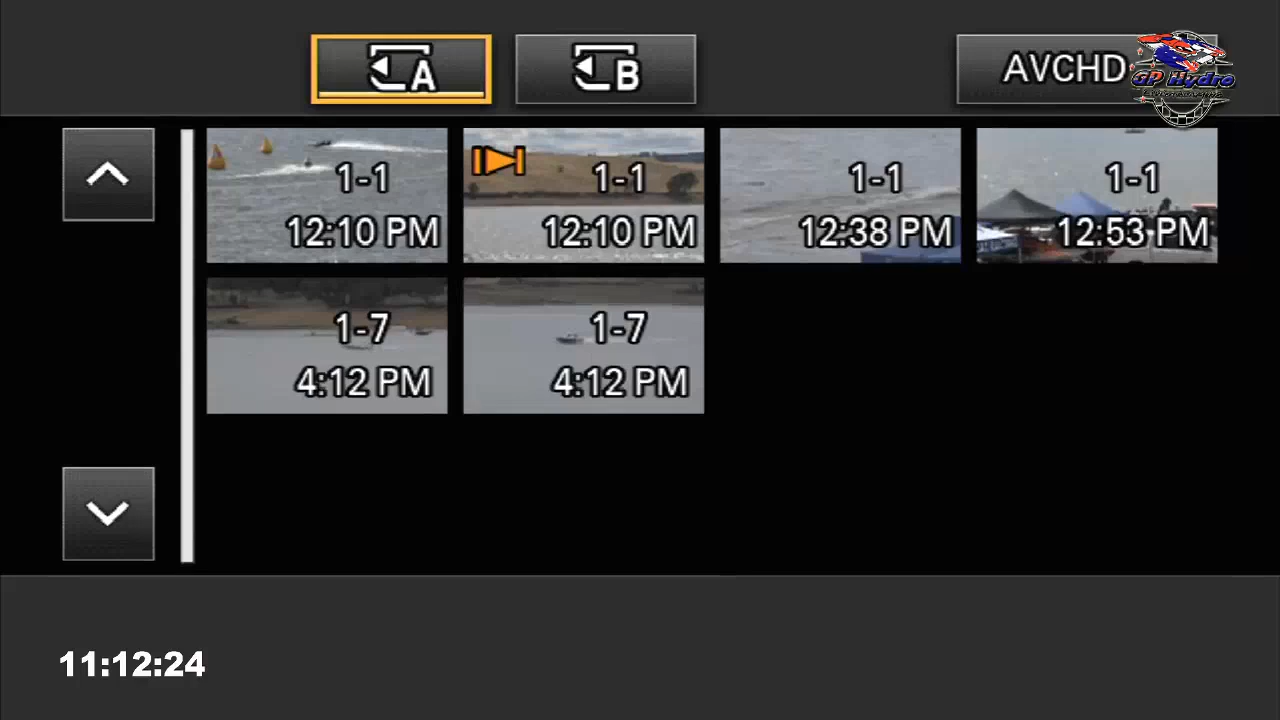 A
B
AVCHD
GP Hydro
1-1
12:10 PM
1-1
12:10 PM
1-1
12:38 PM
1-1
12:53 PM
1-7
4:12 PM
1-7
4:12 PM
11:12:24